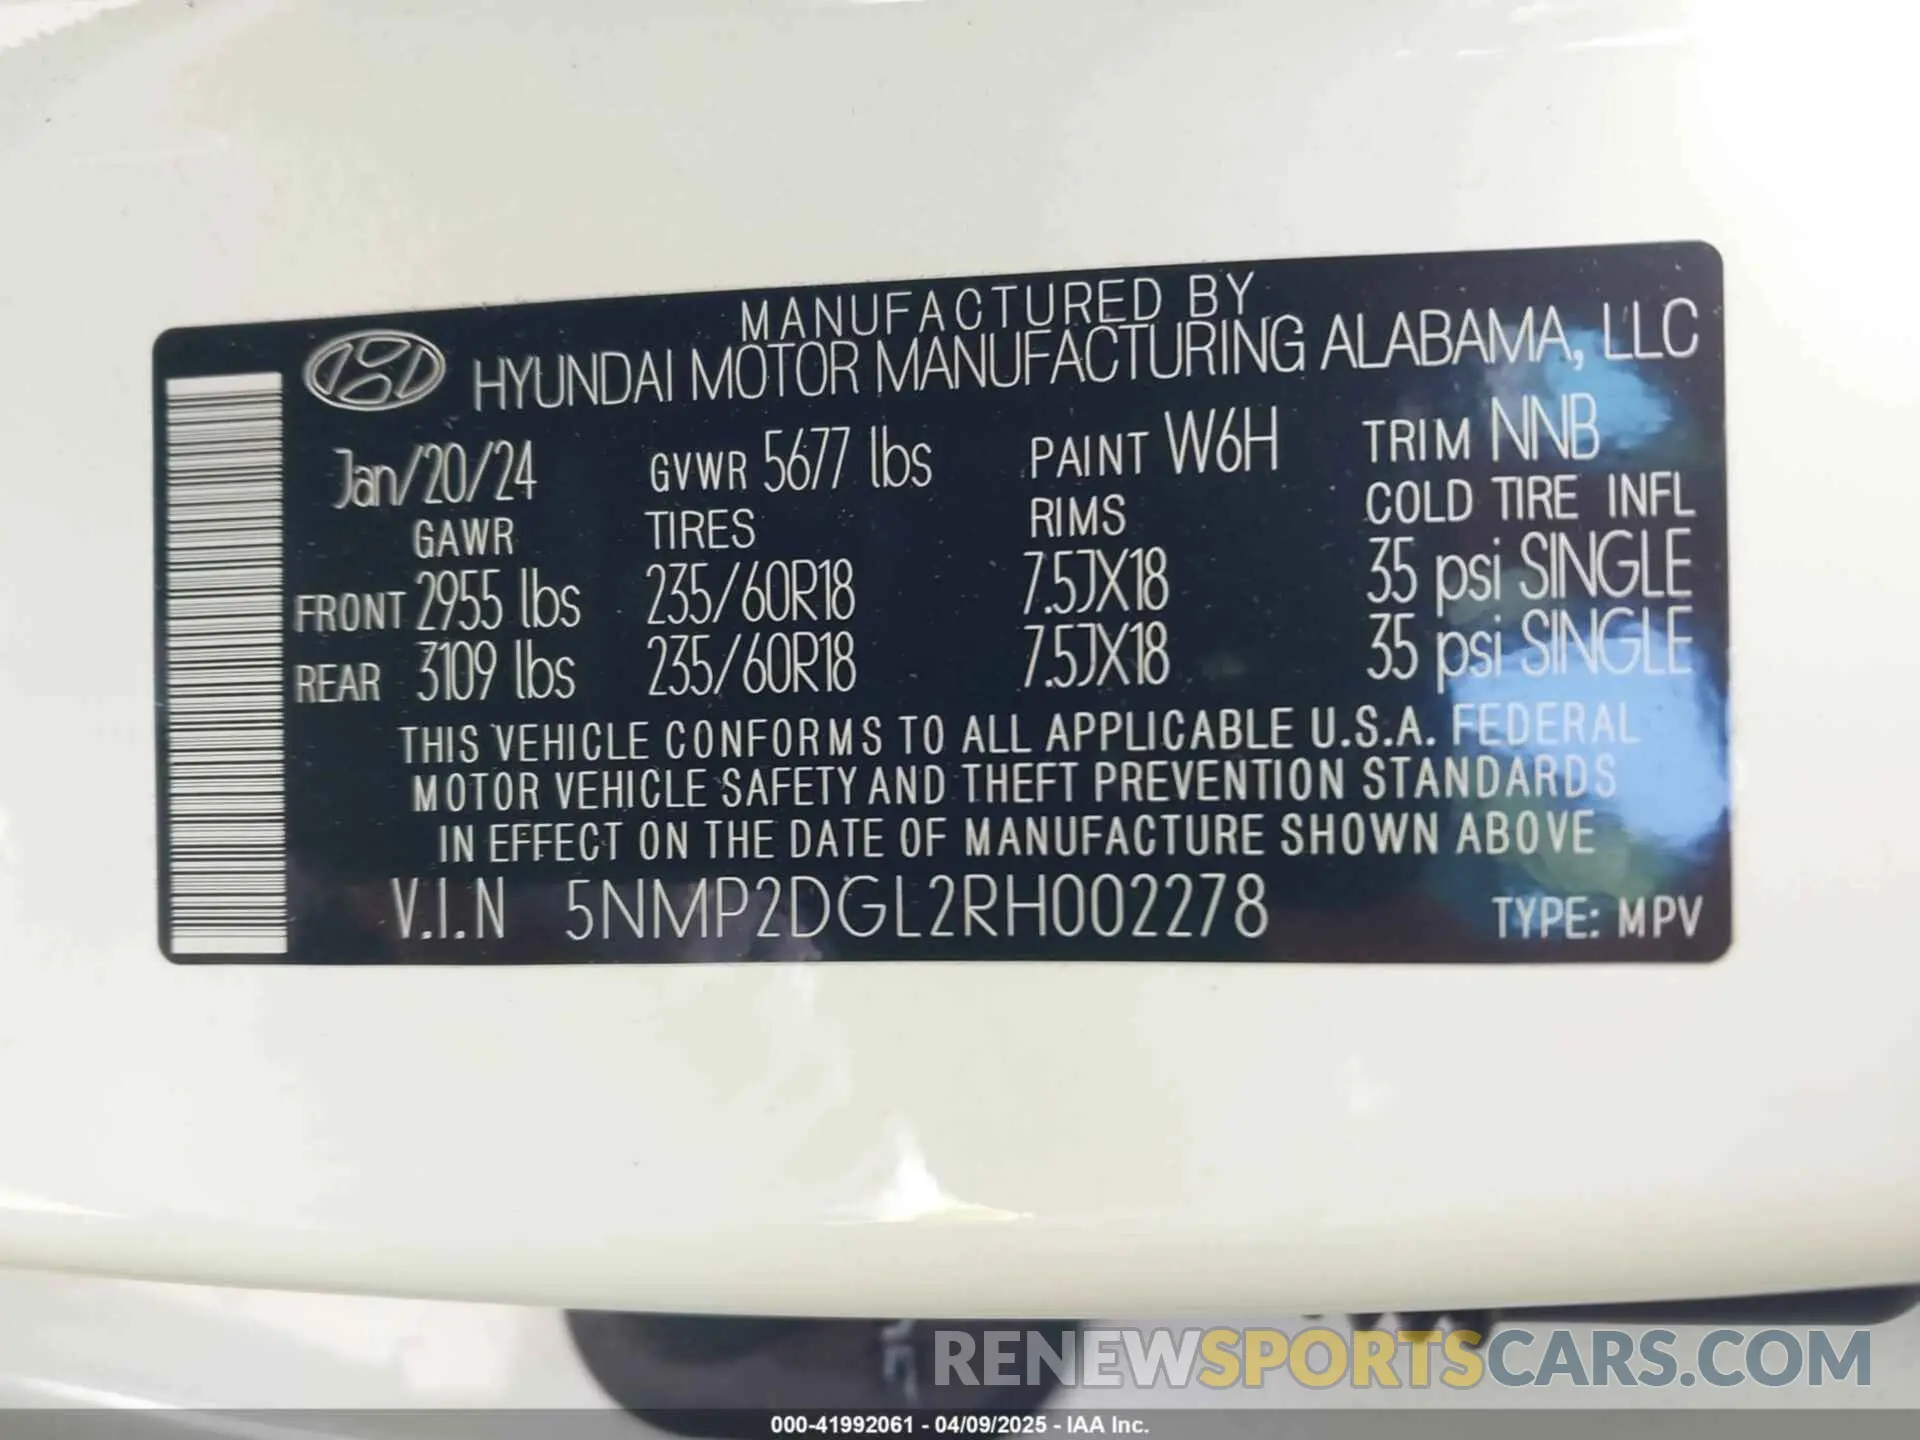 MANUFACTURED BY
HYUNDAI MOTOR MANUFACTURING ALABAMA, LLC
Jan/20/24 GVWR 5677 lbs PAINT W6H TRIM NNB
GAWR TIRES RIMS COLD TIRE INFL
FRONT 2955 lbs 235/60R18 7.5JX18 35 psi SINGLE
REAR 3109 lbs 235/60R18 7.5JX18 35 psi SINGLE
THIS VEHICLE CONFORMS TO ALL APPLICABLE U.S.A. FEDERAL
MOTOR VEHICLE SAFETY AND THEFT PREVENTION STANDARDS
IN EFFECT ON THE DATE OF MANUFACTURE SHOWN ABOVE
V.I.N 5NMP2DGL2RH002278 TYPE: MPV
RENEWSPORTSCARS.COM
000-41992061 - 04/09/2025 - IAA Inc.